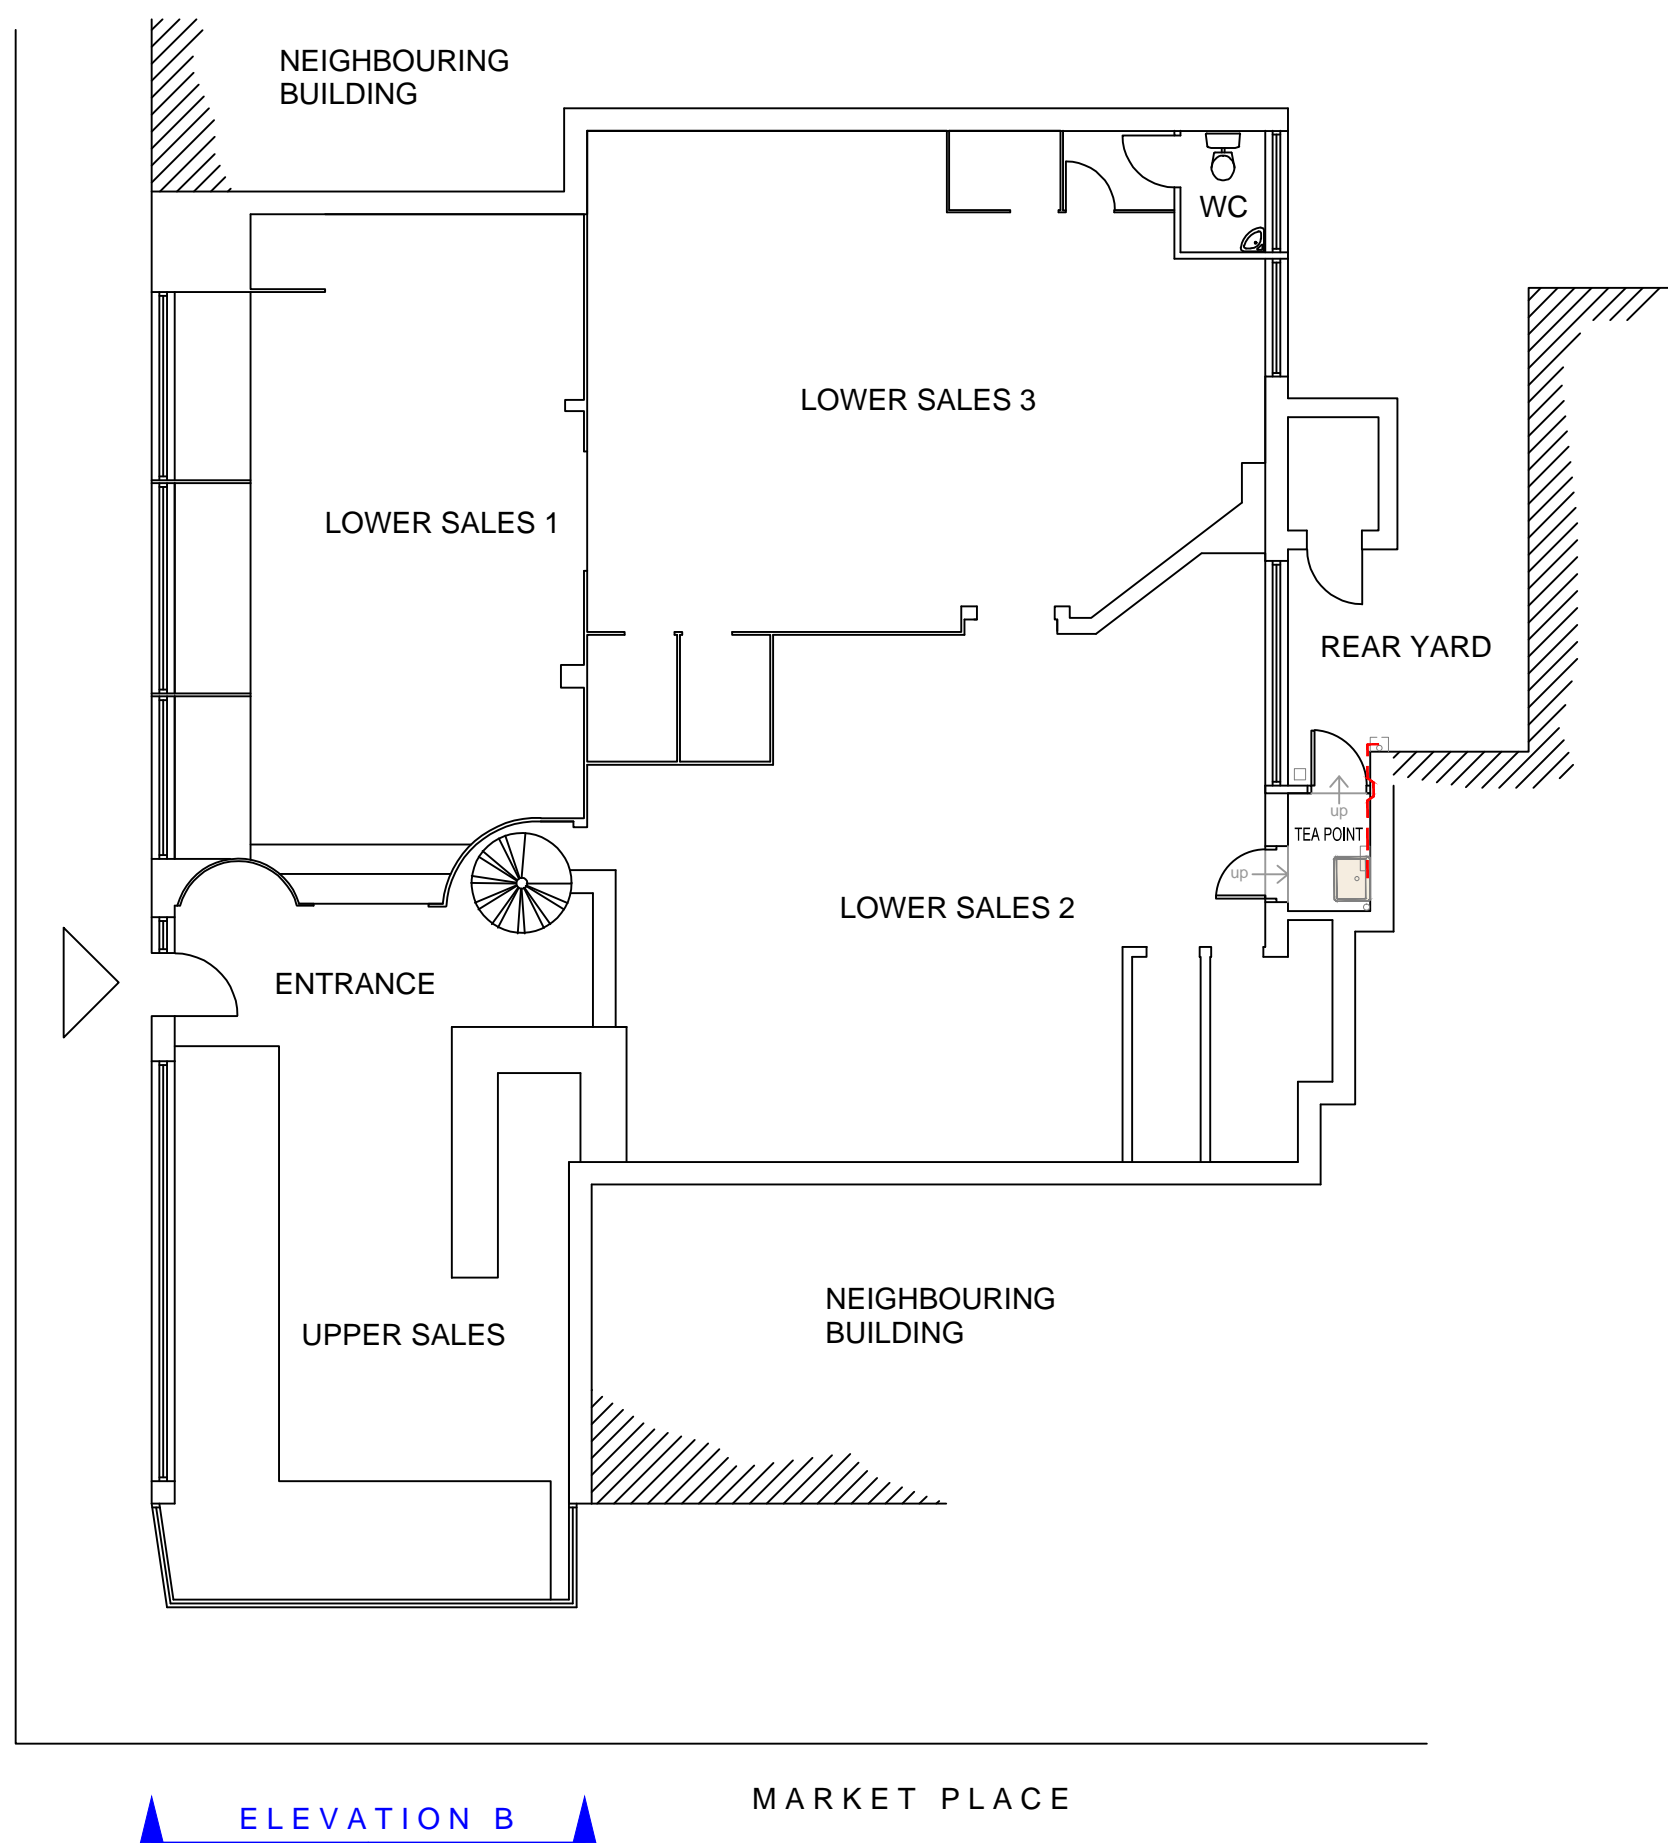 NEIGHBOURING
BUILDING
WC
LOWER SALES 3
LOWER SALES 1
REAR YARD
up
TEA POINT
up
LOWER SALES 2
ENTRANCE
NEIGHBOURING
BUILDING
UPPER SALES
MARKET PLACE
ELEVATION B